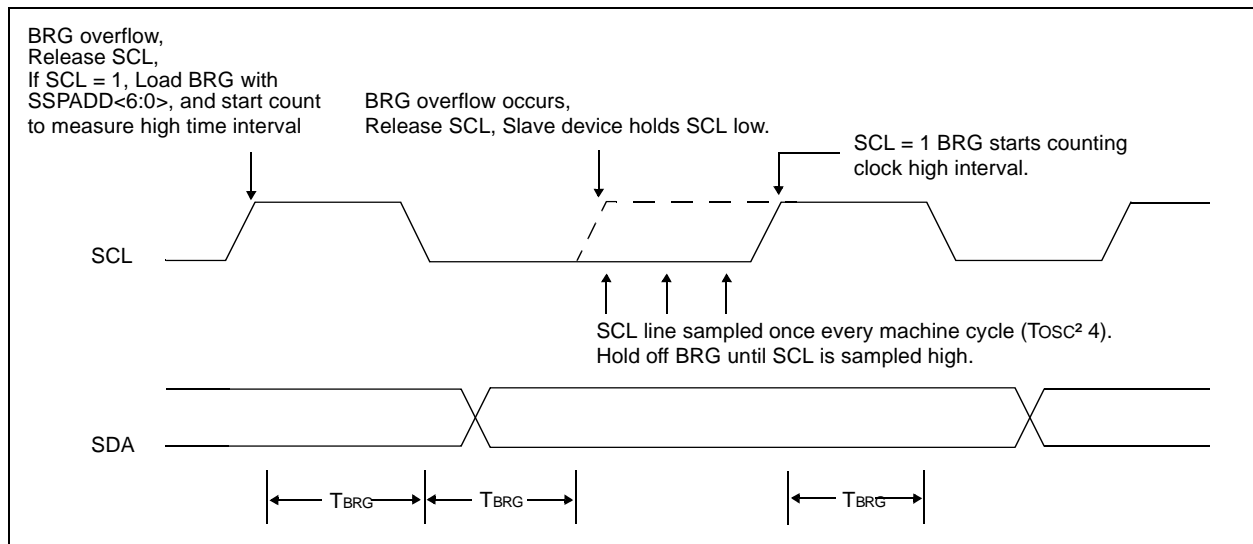 BRG overflow,
Release SCL,
If SCL = 1, Load BRG with
SSPADD<6:0>, and start count
to measure high time interval
BRG overflow occurs,
Release SCL, Slave device holds SCL low.
SCL = 1 BRG starts counting
clock high interval.
SCL
SCL line sampled once every machine cycle (TOSC² 4).
Hold off BRG until SCL is sampled high.
SDA
TBRG
TBRG
TBRG